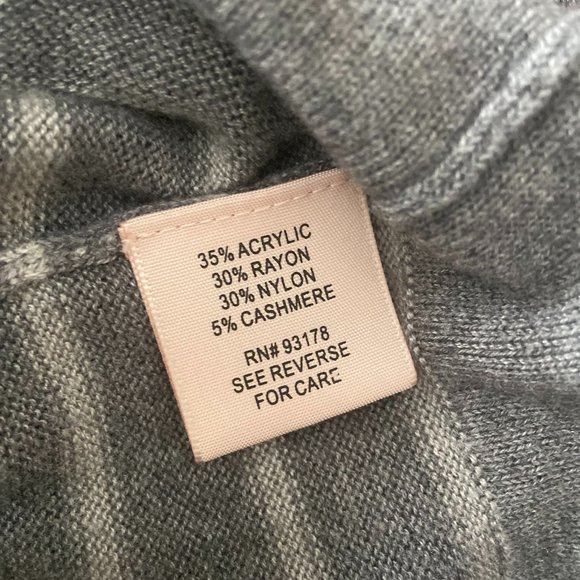 35% ACRYLIC
30% RAYON
30% NYLON
5% CASHMERE
RN# 93178
SEE REVERSE
FOR CARE